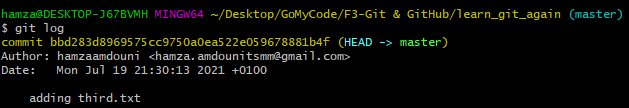 hamza@DESKTOP-J67BVMH MINGW64 ~/Desktop/GoMyCode/F3-Git & GitHub/learn_git_again (master)
$ git log
commit bbd283d8969575cc9750a0ea522e059678881b4f (HEAD -> master)
Author: hamzaamdouni <hamza.amdounitsmm@gmail.com>
Date:   Mon Jul 19 21:30:13 2021 +0100
    adding third.txt